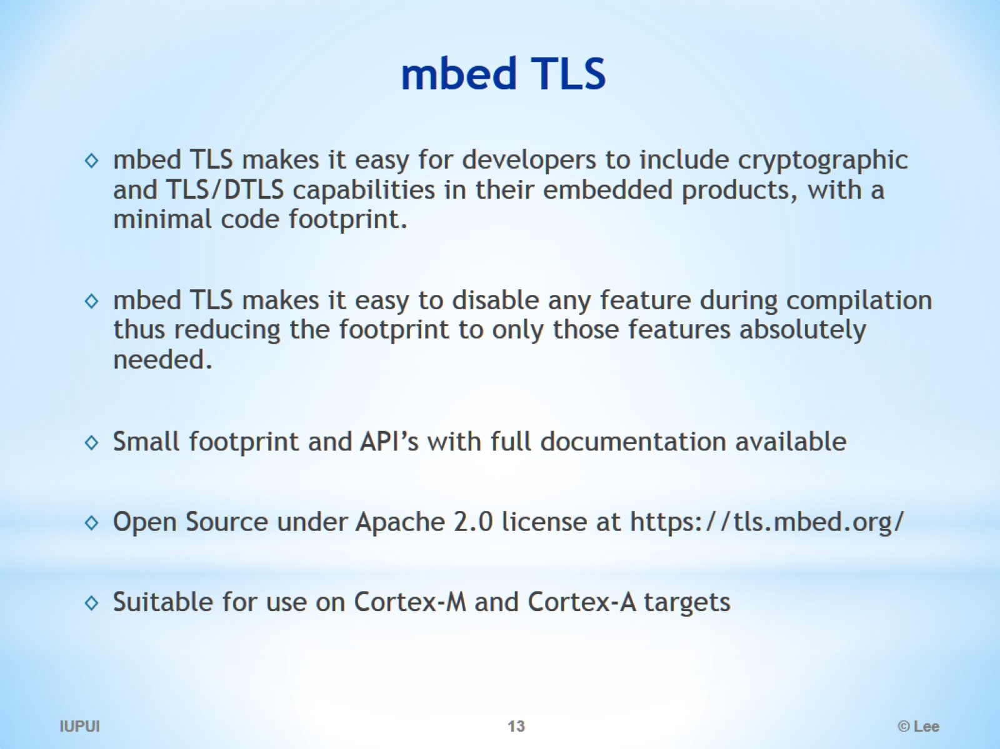 mbed TLS
◊ mbed TLS makes it easy for developers to include cryptographic
and TLS/DTLS capabilities in their embedded products, with a
minimal code footprint.
◊ mbed TLS makes it easy to disable any feature during compilation
thus reducing the footprint to only those features absolutely
needed.
◊ Small footprint and API’s with full documentation available
◊ Open Source under Apache 2.0 license at https://tls.mbed.org/
◊ Suitable for use on Cortex-M and Cortex-A targets
IUPUI 13 © Lee